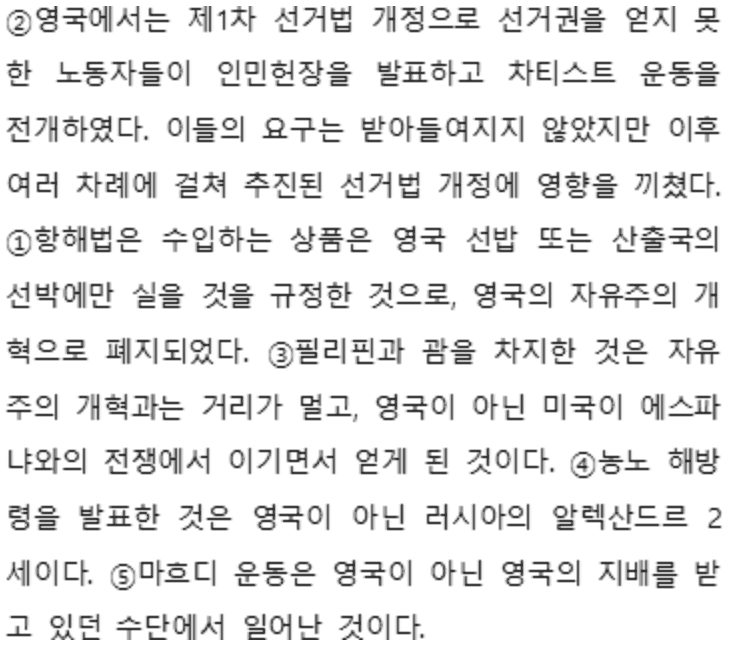 ②영국에서는 제1차 선거법 개정으로 선거권을 얻지 못
한 노동자들이 인민헌장을 발표하고 차티스트 운동을
전개하였다. 이들의 요구는 받아들여지지 않았지만 이후
여러 차례에 걸쳐 추진된 선거법 개정에 영향을 끼쳤다.
①항해법은 수입하는 상품은 영국 선밥 또는 산출국의
선박에만 실을 것을 규정한 것으로, 영국의 자유주의 개
혁으로 폐지되었다. ③필리핀과 괌을 차지한 것은 자유
주의 개혁과는 거리가 멀고, 영국이 아닌 미국이 에스파
냐와의 전쟁에서 이기면서 얻게 된 것이다. ④농노 해방
령을 발표한 것은 영국이 아닌 러시아의 알렉산드르 2
세이다. ⑤마흐디 운동은 영국이 아닌 영국의 지배를 받
고 있던 수단에서 일어난 것이다.